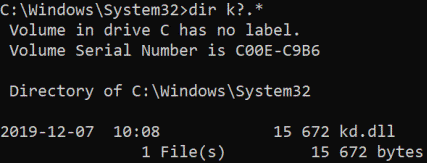 C:\Windows\System32>dir k?.*
Volume in drive C has no label.
Volume Serial Number is C00E-C9B6
Directory of C:\Windows\System32
2019-12-07  10:08            15 672 kd.dll
1 File(s)         15 672 bytes